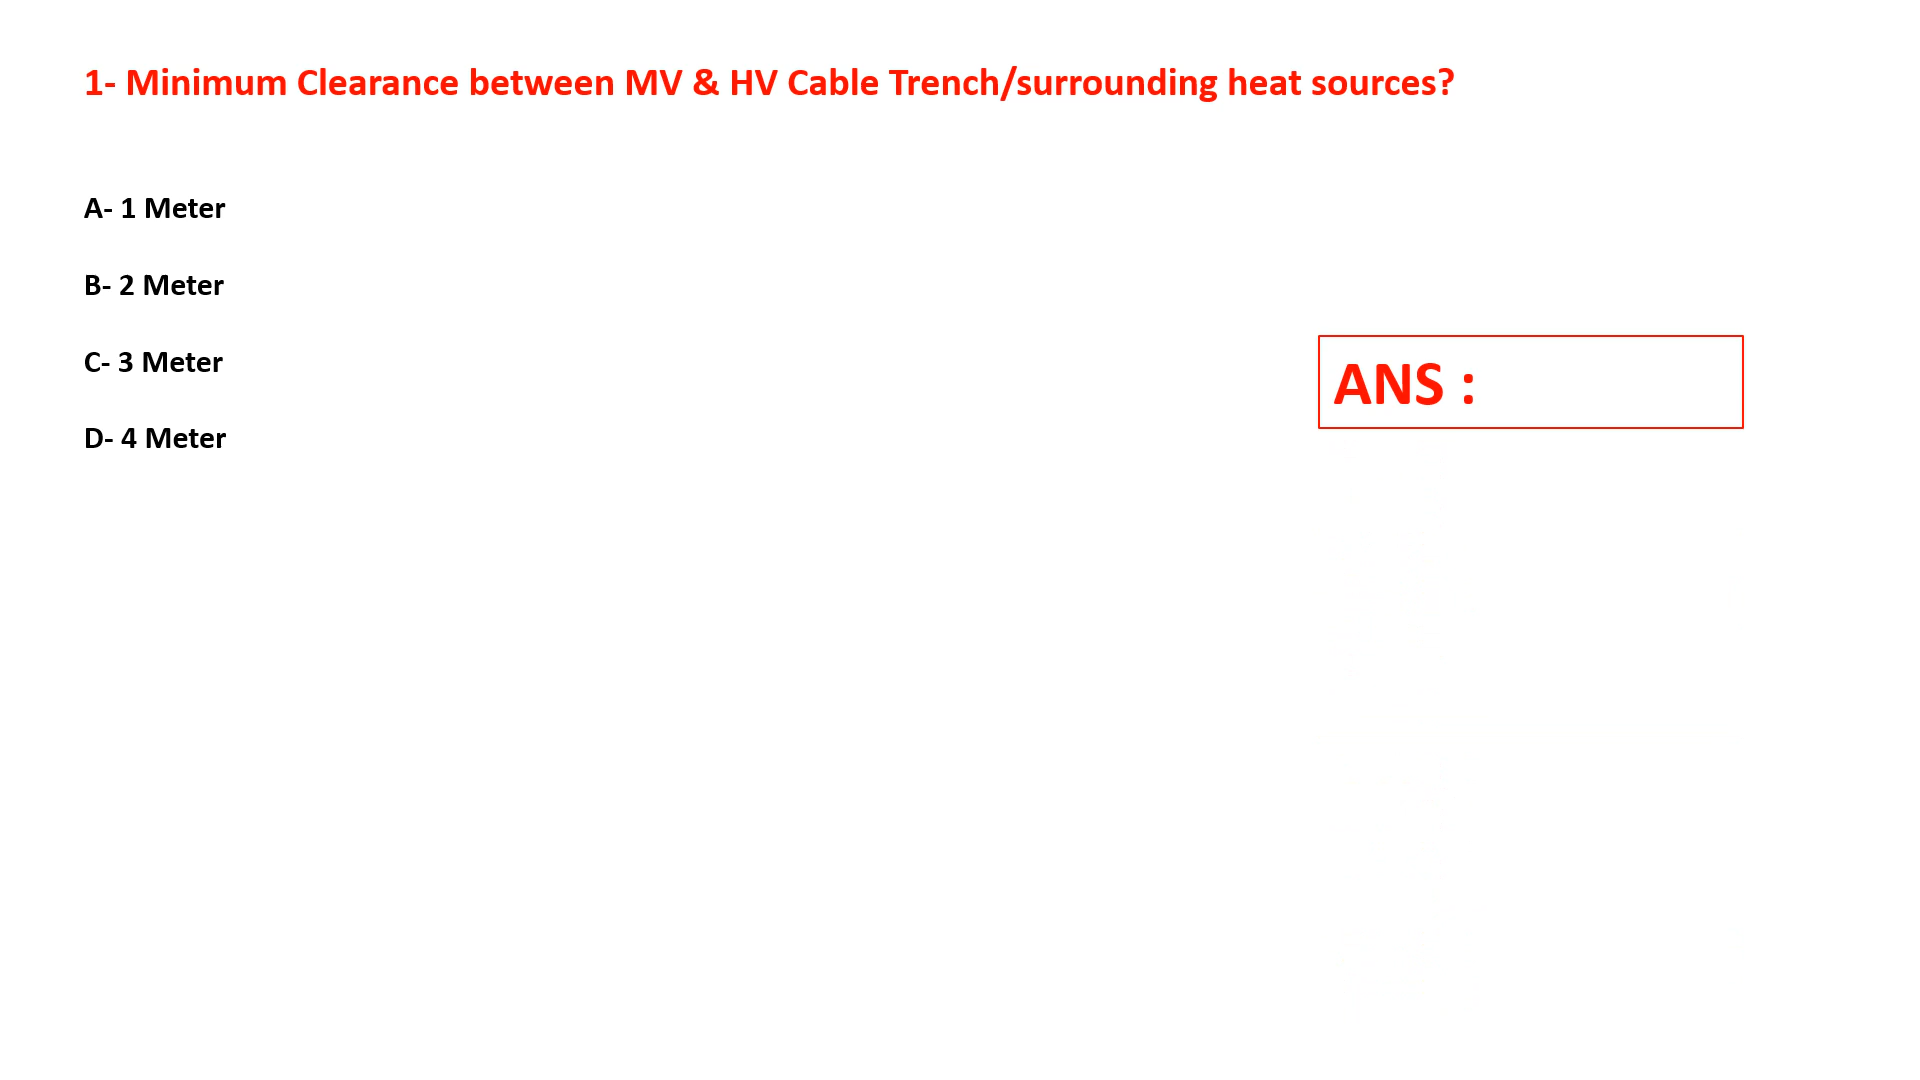 1- Minimum Clearance between MV & HV Cable Trench/surrounding heat sources?
A- 1 Meter
B- 2 Meter
C- 3 Meter
D- 4 Meter
ANS :